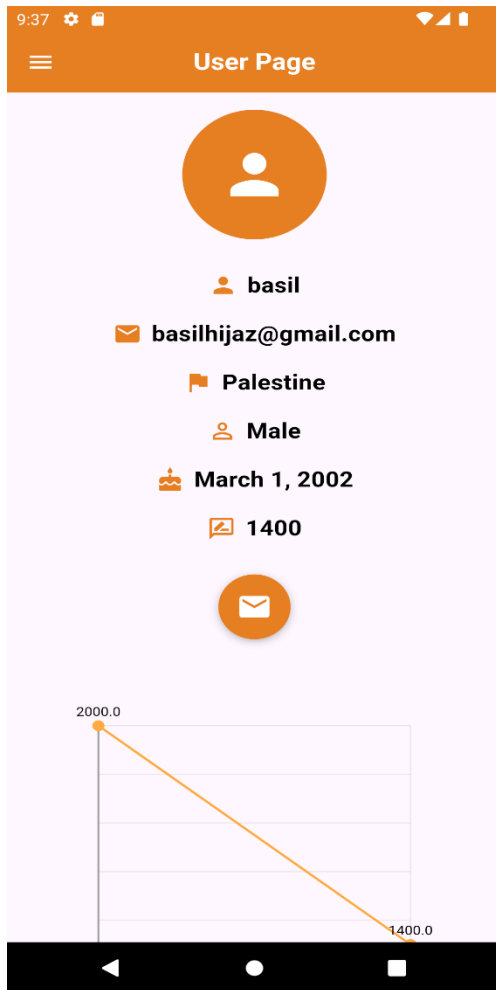 9:37
User Page
basil
basilhijaz@gmail.com
Palestine
Male
March 1, 2002
1400
2000.0
1400.0